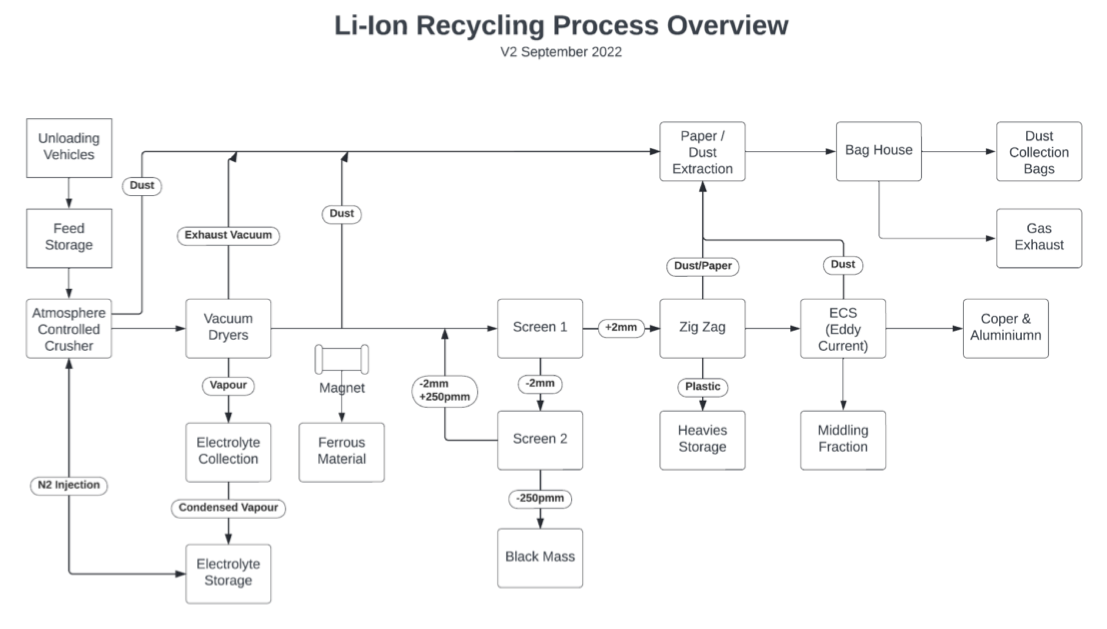 Li-Ion Recycling Process Overview
V2 September 2022
Unloading
Vehicles
Paper /
Dust
Extraction
Bag House
Dust
Collection
Bags
Dust
Dust
Exhaust Vacuum
Feed
Storage
Gas
Exhaust
Dust/Paper
Dust
Atmosphere
Controlled
Crusher
Vacuum
Dryers
Screen 1
+2mm
Zig Zag
ECS
(Eddy
Current)
Coper &
Aluminiumn
Vapour
Magnet
-2mm
+250pmm
-2mm
Plastic
Electrolyte
Collection
Ferrous
Material
Screen 2
Heavies
Storage
Middling
Fraction
N2 Injection
Condensed Vapour
-250pmm
Electrolyte
Storage
Black Mass